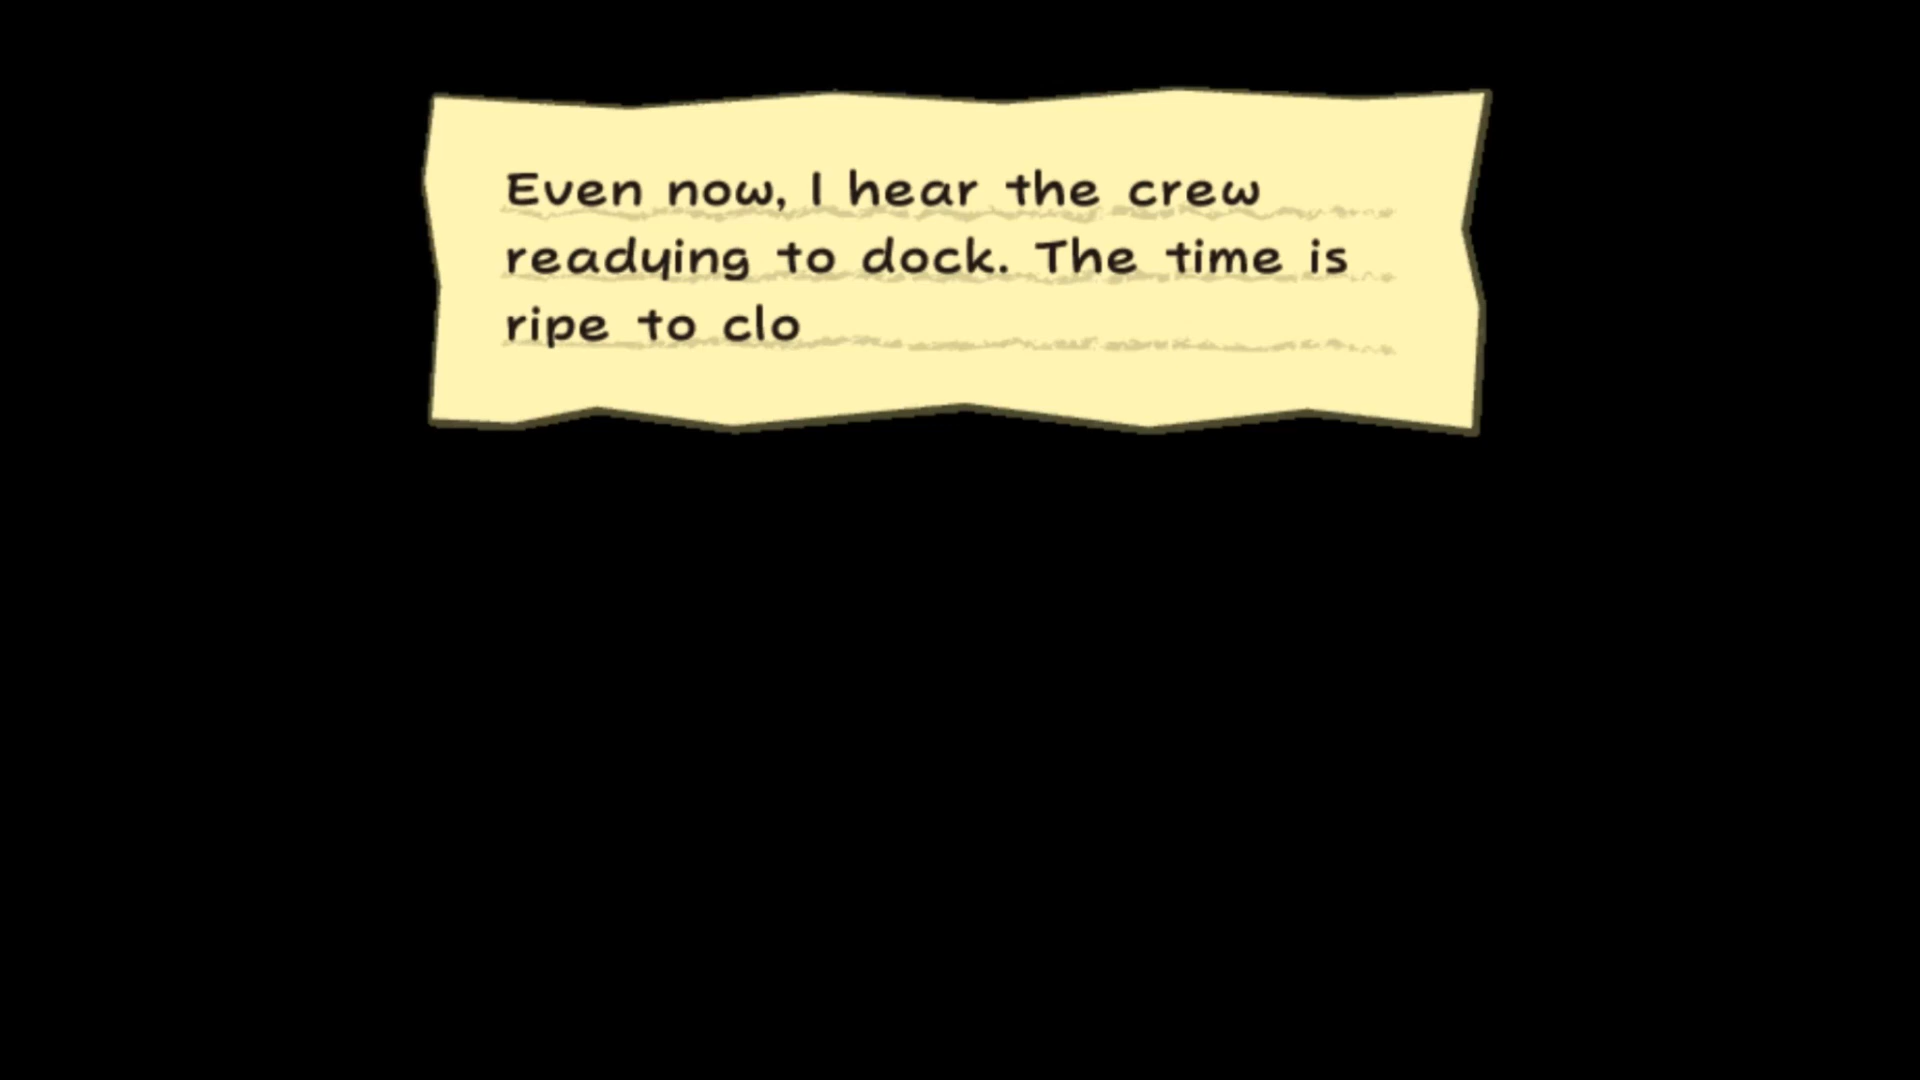 Even now, I hear the crew
readying to dock. The time is
ripe to clo